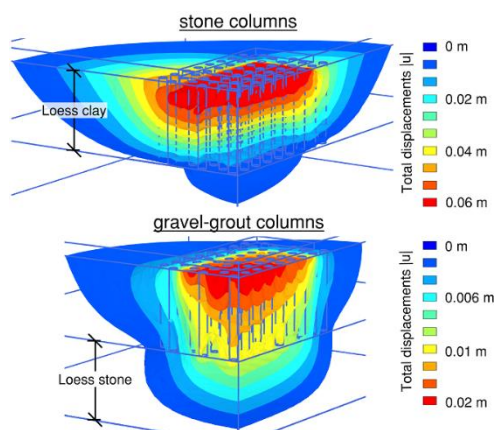 stone columns
Loess clay
Total displacements |u|
0 m
0.02 m
0.04 m
0.06 m
gravel-grout columns
Loess stone
Total displacements |u|
0 m
0.006 m
0.01 m
0.02 m